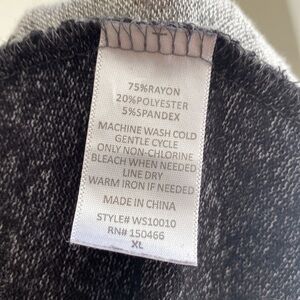 75%RAYON
20%POLYESTER
5%SPANDEX
MACHINE WASH COLD
GENTLE CYCLE
ONLY NON-CHLORINE
BLEACH WHEN NEEDED
LINE DRY
WARM IRON IF NEEDED
MADE IN CHINA
STYLE# WS10010
RN# 150466
XL